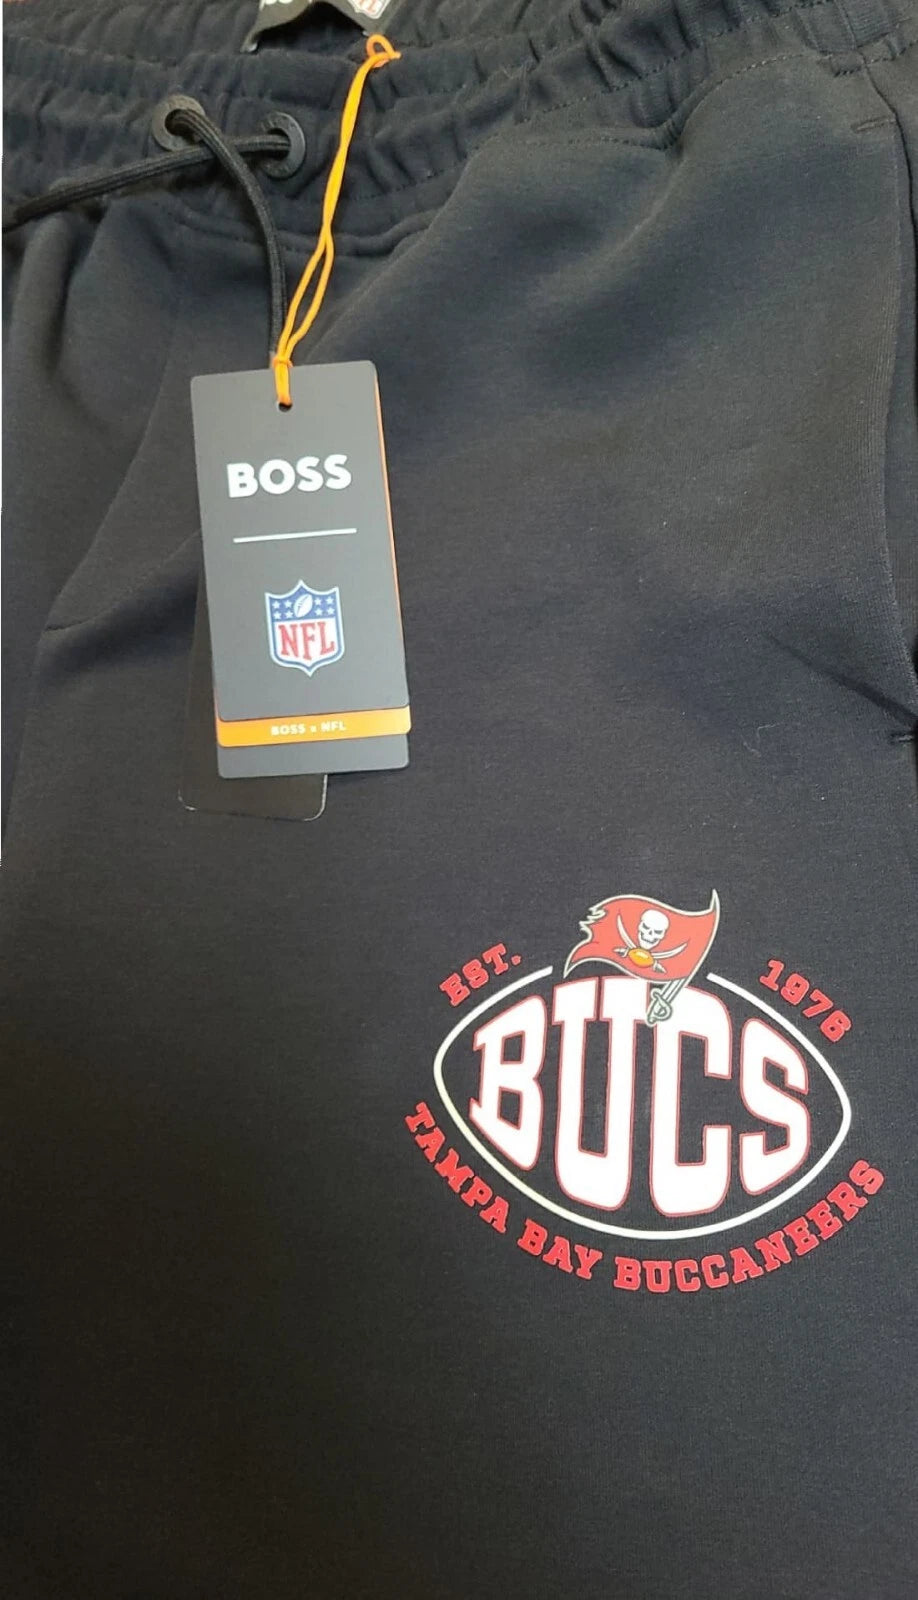 BOSS
NFL
BOSS x NFL
EST. 1976
BUCS
TAMPA BAY BUCCANEERS